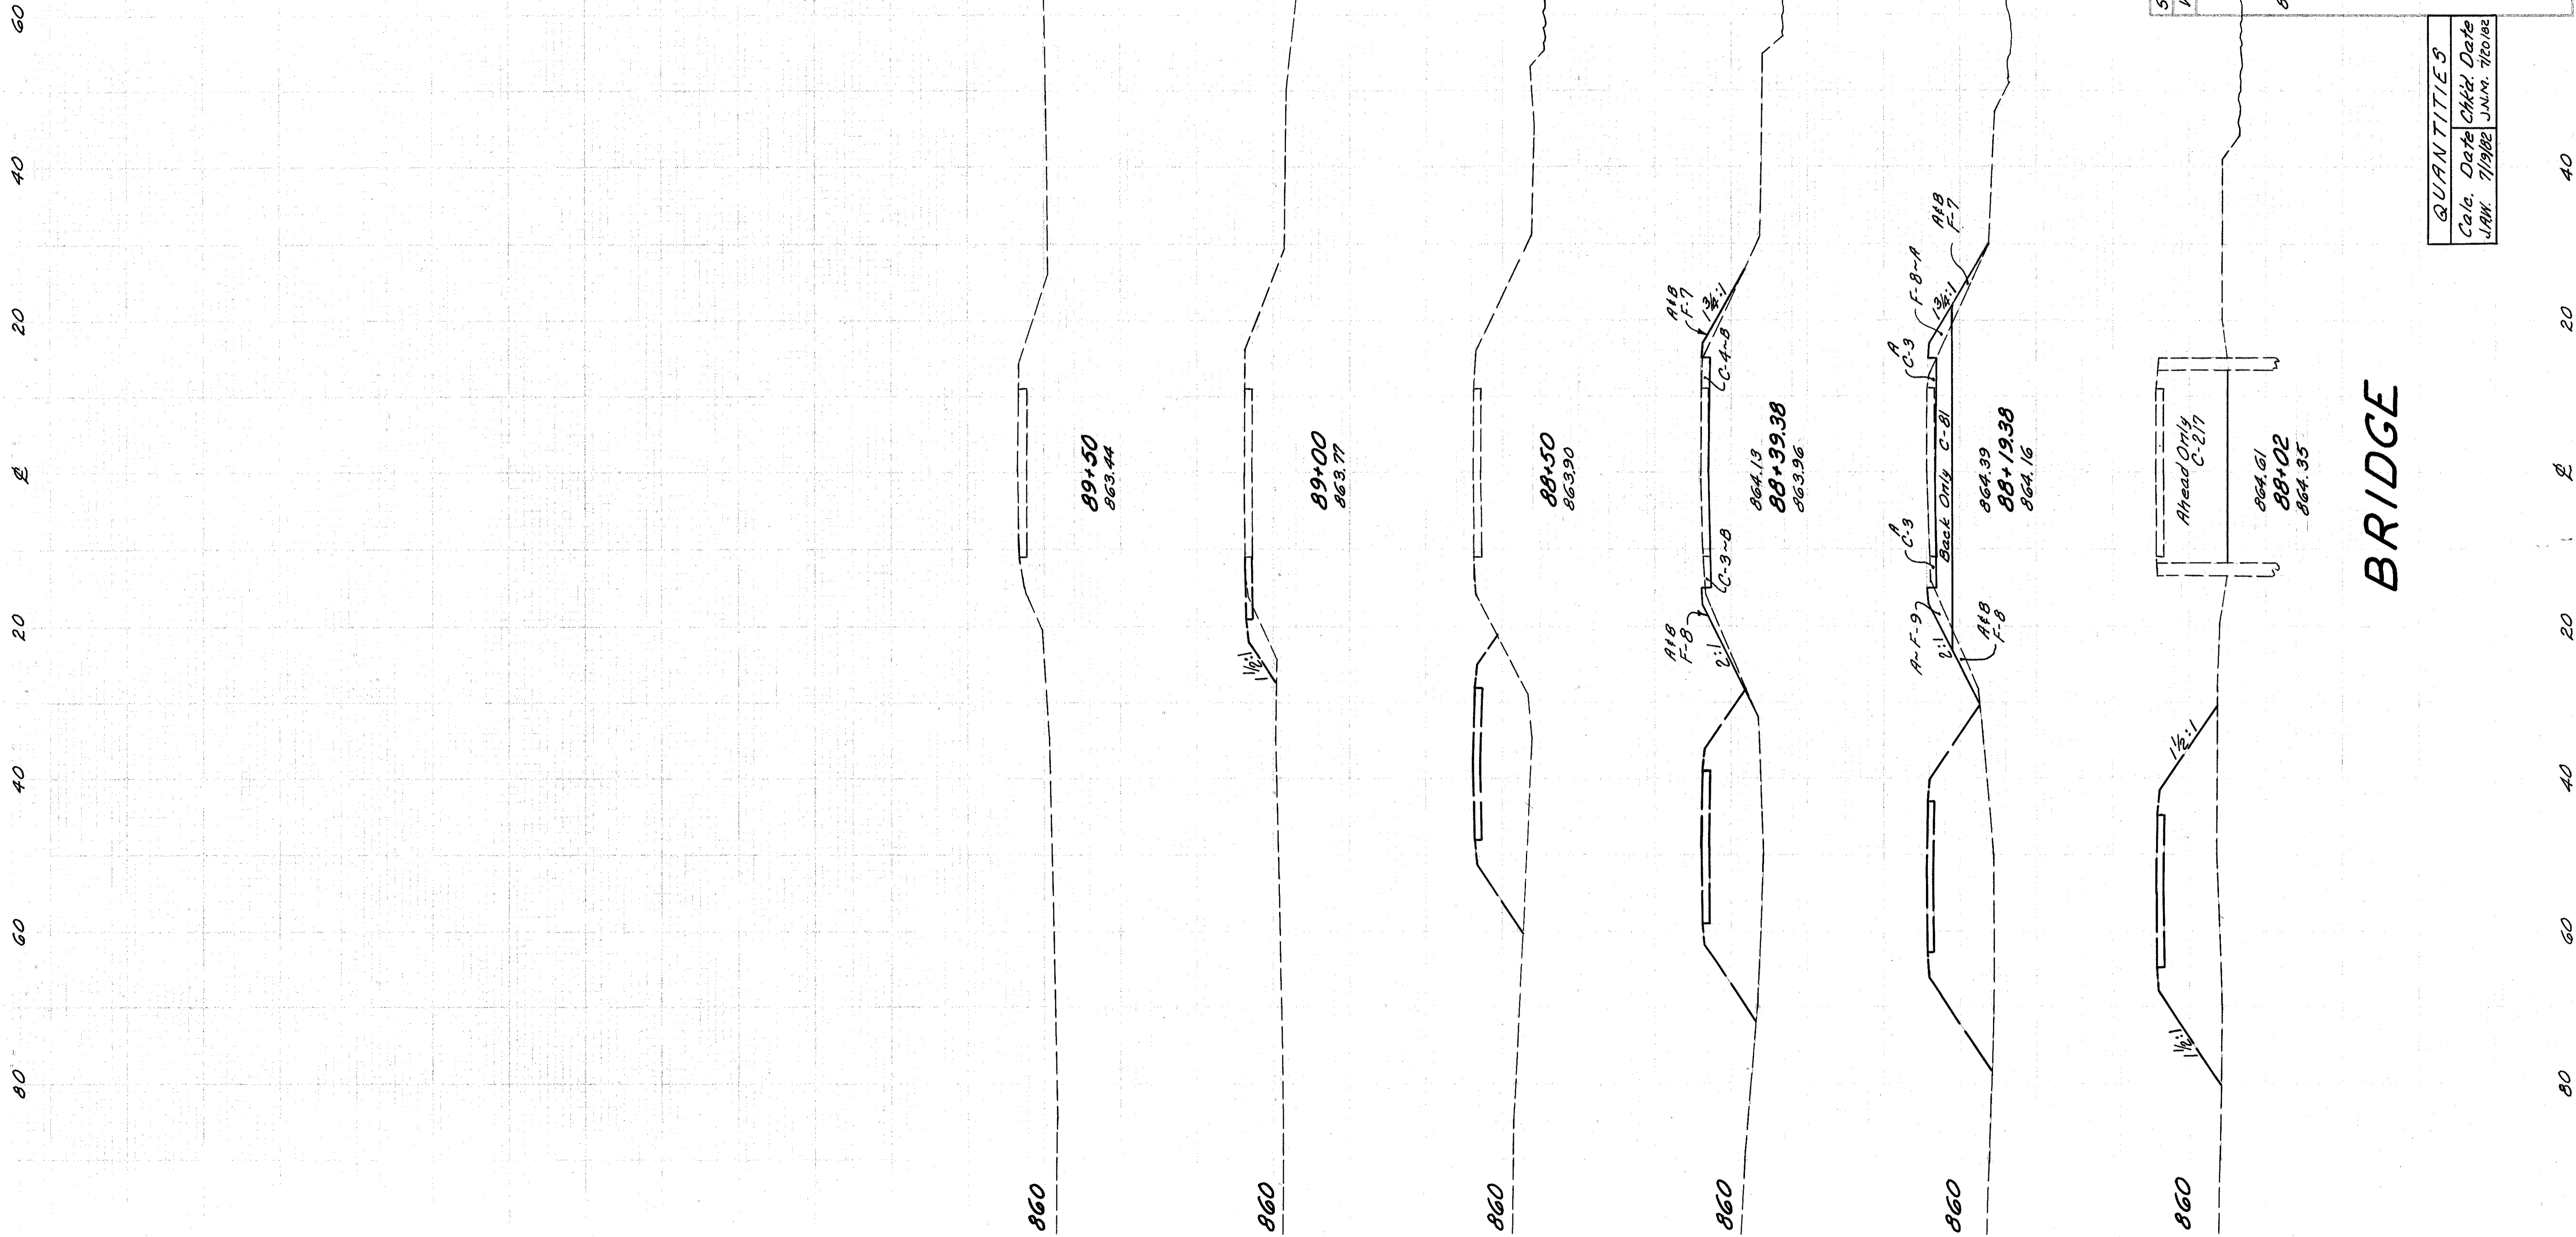 60
40
20
℄
20
40
60
80
89+50
863.44
860
1½:1
89+00
863.77
860
88+50
863.90
860
A&B
F-7
1¾:1
C-4~B
C-3~B
A&B
F-8
2:1
864.13
88+39.38
863.96
860
A&B
F-7
F-8~A
1¾:1
A
C-3
Back Only C-81
A
C-3
A~F-9
2:1
A&B
F-8
864.39
88+19.38
864.16
860
Ahead Only
C-217
1½:1
1½:1
864.61
88+02
864.35
860
BRIDGE
QUANTITIES
Calc. Date Chk'd. Date
J.A.W. 7/19/82 J.N.M. 7/20/82
40
20
℄
20
40
60
80